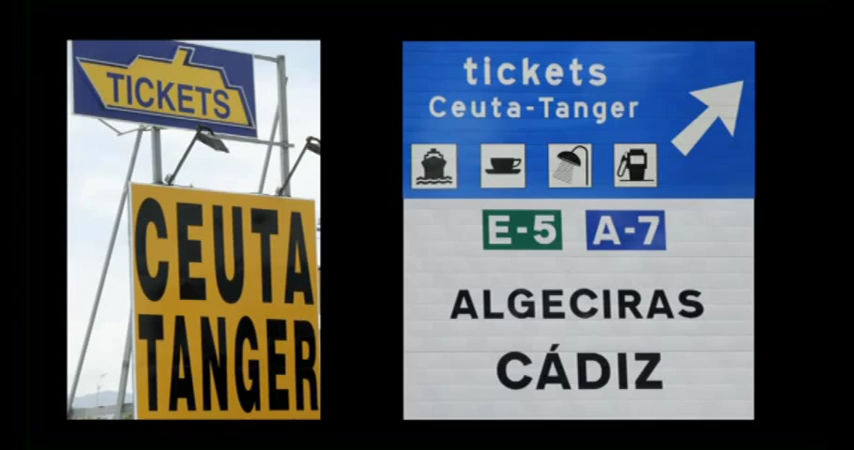 TICKETS
CEUTA
TANGER
tickets
Ceuta-Tanger
E-5 A-7
ALGECIRAS
CÁDIZ